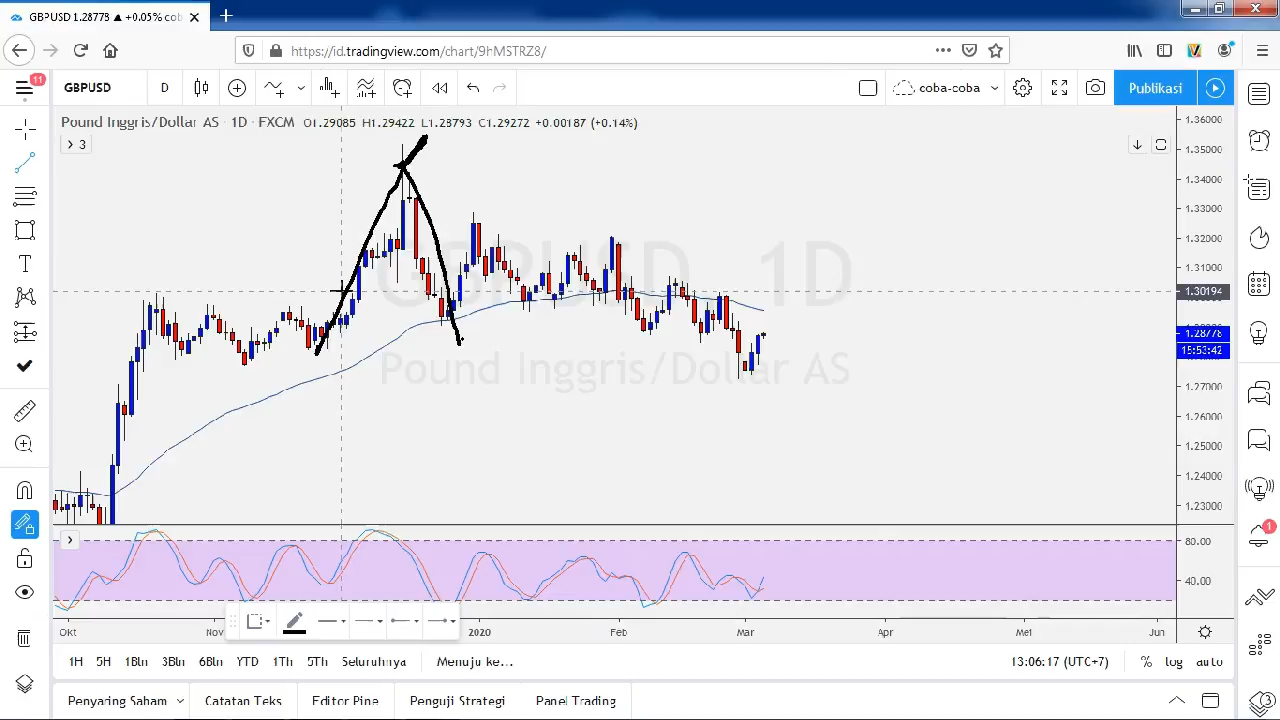 GBPUSD 1.28778 ▲ +0.05% cob
https://id.tradingview.com/chart/9hMSTRZ8/
11
GBPUSD
D
coba-coba
Publikasi
Pound Inggris/Dollar AS · 1D · FXCM O1.29085 H1.29422 L1.28793 C1.29272 +0.00187 (+0.14%)
3
GBPUSD 1D
Pound Inggris/Dollar AS
1.36000
1.35000
1.34000
1.33000
1.32000
1.31000
1.30194
1.28778
15:53:42
1.27000
1.26000
1.25000
1.24000
1.23000
80.00
40.00
1
Okt Nov 2020 Feb Mar Apr Mei Jun
1H 5H 1Bln 3Bln 6Bln YTD 1Th 5Th Seluruhnya Menuju ke... 13:06:17 (UTC+7) % log auto
Penyaring Saham Catatan Teks Editor Pine Penguji Strategi Panel Trading